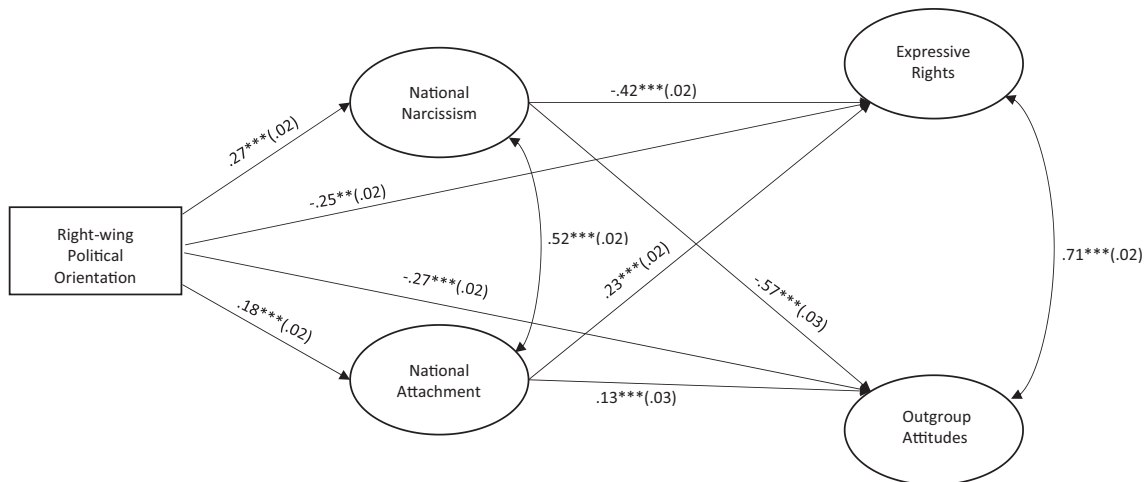 Expressive
Rights
National
Narcissism
-.42***(.02)
.27***(.02)
-.25**(.02)
Right-wing
Political
Orientation
.52***(.02)
.23***(.02)
.71***(.02)
-.27***(.02)
-.57***(.03)
.18***(.02)
National
Attachment
.13***(.03)
Outgroup
Attitudes